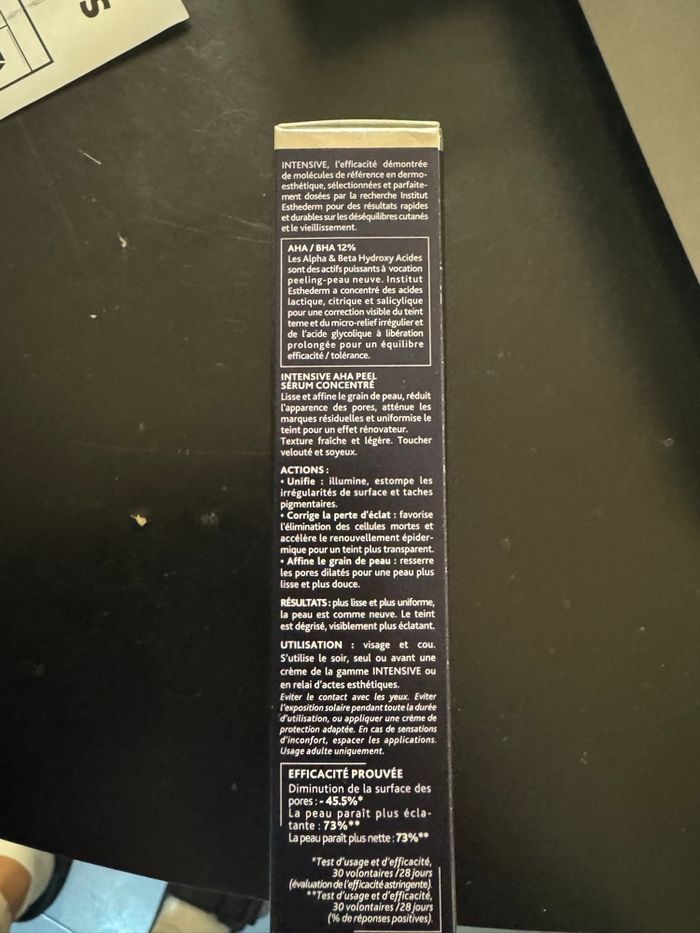 S
INTENSIVE, l'efficacité démontrée
de molécules de référence en dermo-
esthétique, sélectionnées et parfaite-
ment dosées par la recherche Institut
Esthederm pour des résultats rapides
et durables sur les déséquilibres cutanés
et le vieillissement.
AHA / BHA 12%
Les Alpha & Beta Hydroxy Acides
sont des actifs puissants à vocation
peeling-peau neuve. Institut
Esthederm a concentré des acides
lactique, citrique et salicylique
pour une correction visible du teint
terne et du micro-relief irrégulier et
de l'acide glycolique à libération
prolongée pour un équilibre
efficacité / tolérance.
INTENSIVE AHA PEEL
SÉRUM CONCENTRÉ
Lisse et affine le grain de peau, réduit
l'apparence des pores, atténue les
marques résiduelles et uniformise le
teint pour un effet rénovateur.
Texture fraîche et légère. Toucher
velouté et soyeux.
ACTIONS :
• Unifie : illumine, estompe les
irrégularités de surface et taches
pigmentaires.
• Corrige la perte d'éclat : favorise
l'élimination des cellules mortes et
accélère le renouvellement épider-
mique pour un teint plus transparent.
• Affine le grain de peau : resserre
les pores dilatés pour une peau plus
lisse et plus douce.
RÉSULTATS : plus lisse et plus uniforme,
la peau est comme neuve. Le teint
est dégrisé, visiblement plus éclatant.
UTILISATION : visage et cou.
S'utilise le soir, seul ou avant une
crème de la gamme INTENSIVE ou
en relai d'actes esthétiques.
Eviter le contact avec les yeux. Eviter
l'exposition solaire pendant toute la durée
d'utilisation, ou appliquer une crème de
protection adaptée. En cas de sensations
d'inconfort, espacer les applications.
Usage adulte uniquement.
EFFICACITÉ PROUVÉE
Diminution de la surface des
pores : - 45.5%*
La peau paraît plus écla-
tante : 73%**
La peau paraît plus nette : 73%**
*Test d'usage et d'efficacité,
30 volontaires /28 jours
(évaluation de l'efficacité astringente).
**Test d'usage et d'efficacité,
30 volontaires /28 jours
(% de réponses positives).